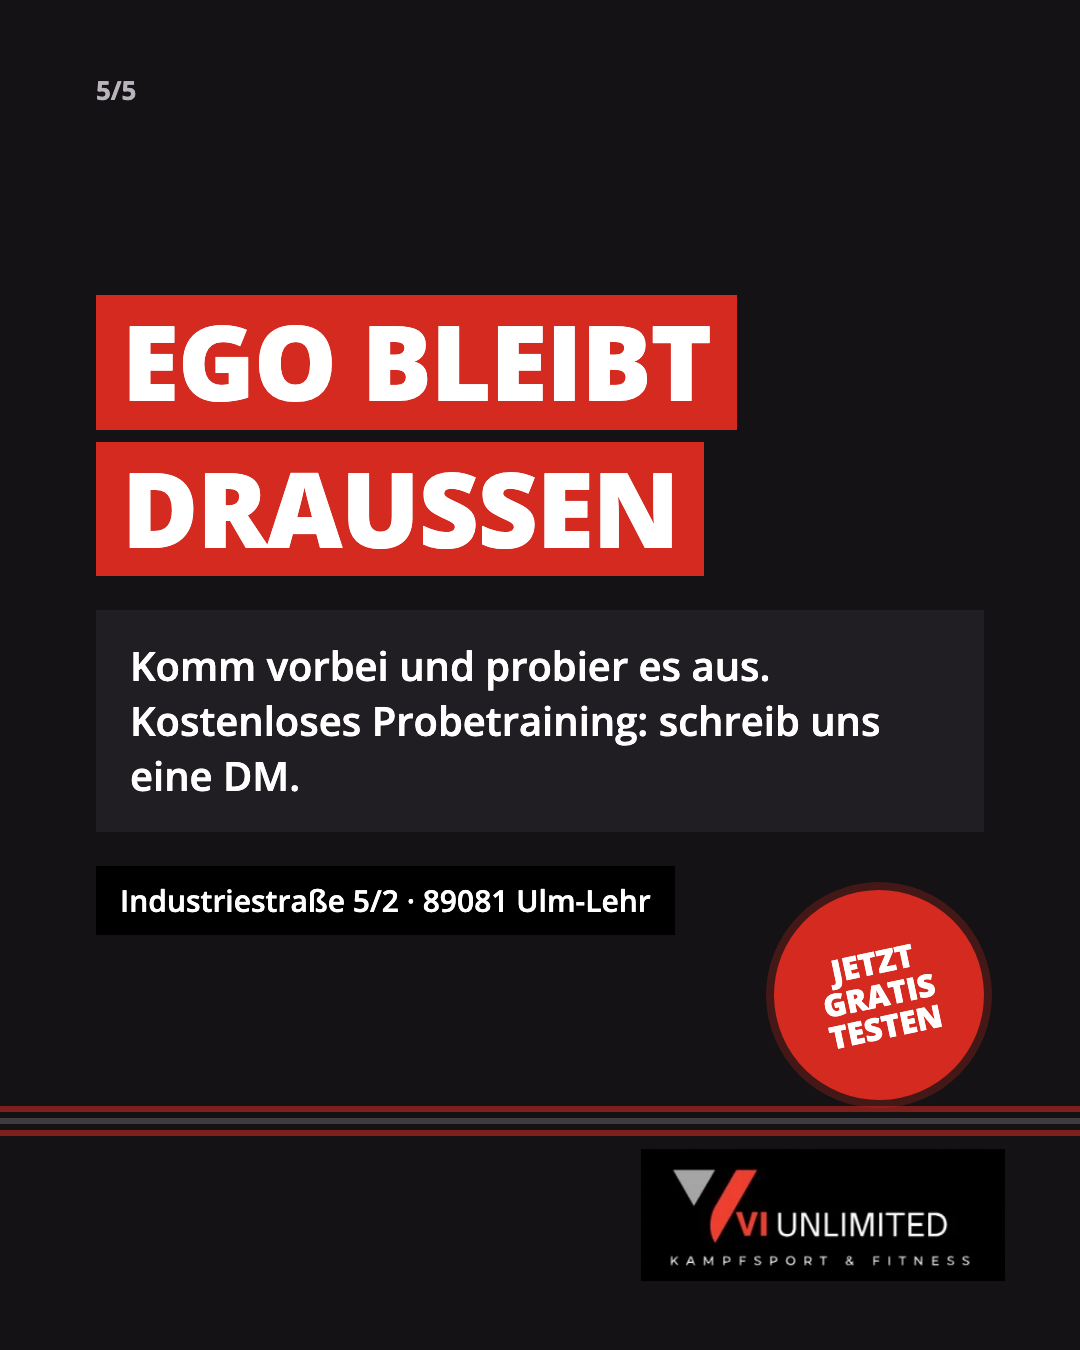 5/5
EGO BLEIBT
DRAUSSEN
Komm vorbei und probier es aus.
Kostenloses Probetraining: schreib uns
eine DM.
Industriestraße 5/2 · 89081 Ulm-Lehr
JETZT
GRATIS
TESTEN
VI UNLIMITED
KAMPFSPORT & FITNESS